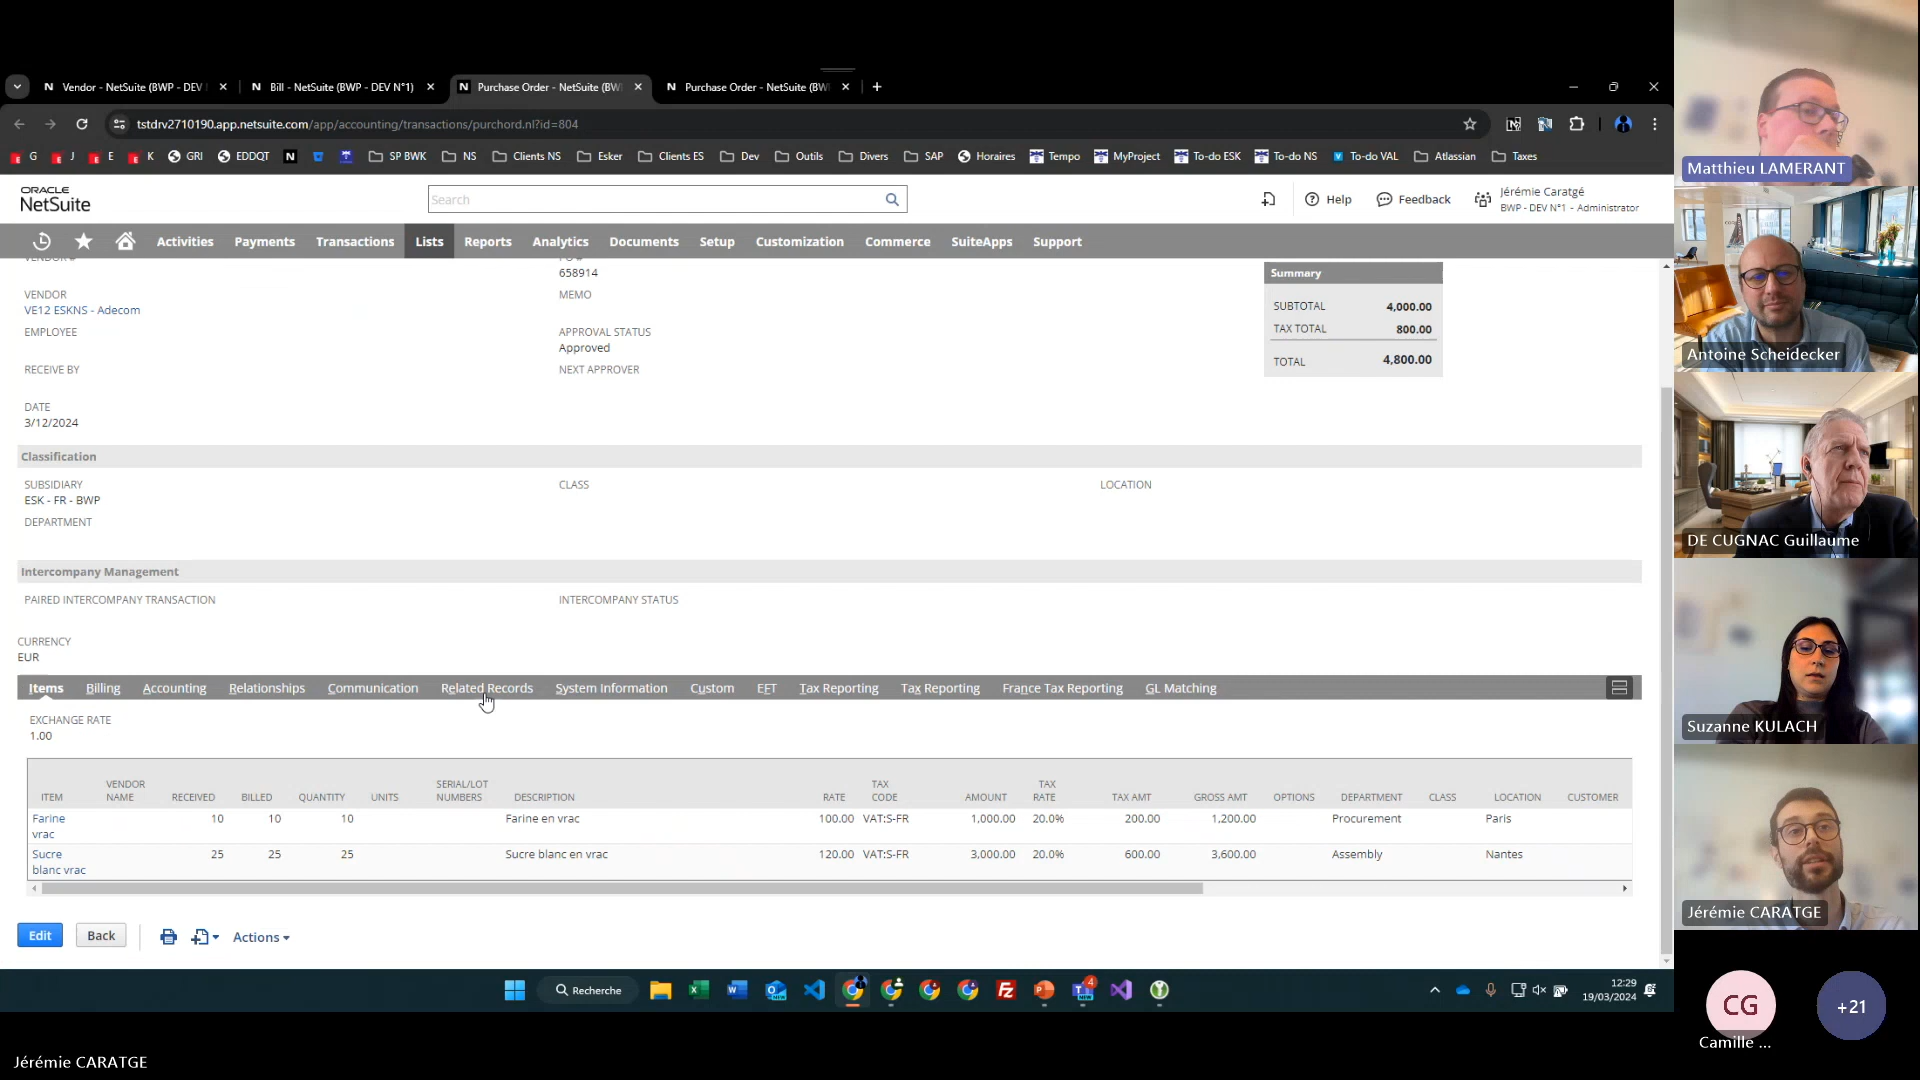 Vendor - NetSuite (BWP - DEV
Bill - NetSuite (BWP - DEV N°1)
Purchase Order - NetSuite (BW
Purchase Order - NetSuite (BW
tstdrv2710190.app.netsuite.com/app/accounting/transactions/purchord.nl?id=804
G J E K GRI EDDQT SP BWK NS Clients NS Esker Clients ES Dev Outils Divers SAP Horaires Tempo MyProject To-do ESK To-do NS To-do VAL Atlassian Taxes
ORACLE
NetSuite
Search
Help
Feedback
Jérémie Caratgé
BWP - DEV N°1 - Administrator
Activities Payments Transactions Lists Reports Analytics Documents Setup Customization Commerce SuiteApps Support
658914
VENDOR
VE12 ESKNS - Adecom
EMPLOYEE
RECEIVE BY
DATE
3/12/2024
MEMO
APPROVAL STATUS
Approved
NEXT APPROVER
Summary
SUBTOTAL 4,000.00
TAX TOTAL 800.00
TOTAL 4,800.00
Classification
SUBSIDIARY
ESK - FR - BWP
DEPARTMENT
CLASS
LOCATION
Intercompany Management
PAIRED INTERCOMPANY TRANSACTION
INTERCOMPANY STATUS
CURRENCY
EUR
Items Billing Accounting Relationships Communication Related Records System Information Custom EFT Tax Reporting Tax Reporting France Tax Reporting GL Matching
EXCHANGE RATE
1.00
ITEM VENDOR NAME RECEIVED BILLED QUANTITY UNITS SERIAL/LOT NUMBERS DESCRIPTION RATE TAX CODE AMOUNT TAX RATE TAX AMT GROSS AMT OPTIONS DEPARTMENT CLASS LOCATION CUSTOMER
Farine vrac 10 10 10 Farine en vrac 100.00 VAT:S-FR 1,000.00 20.0% 200.00 1,200.00 Procurement Paris
Sucre blanc vrac 25 25 25 Sucre blanc en vrac 120.00 VAT:S-FR 3,000.00 20.0% 600.00 3,600.00 Assembly Nantes
Edit
Back
Actions
Recherche
4
12:29
19/03/2024
Matthieu LAMERANT
Antoine Scheidecker
DE CUGNAC Guillaume
Suzanne KULACH
Jérémie CARATGE
CG
Camille ...
+21
Jérémie CARATGE